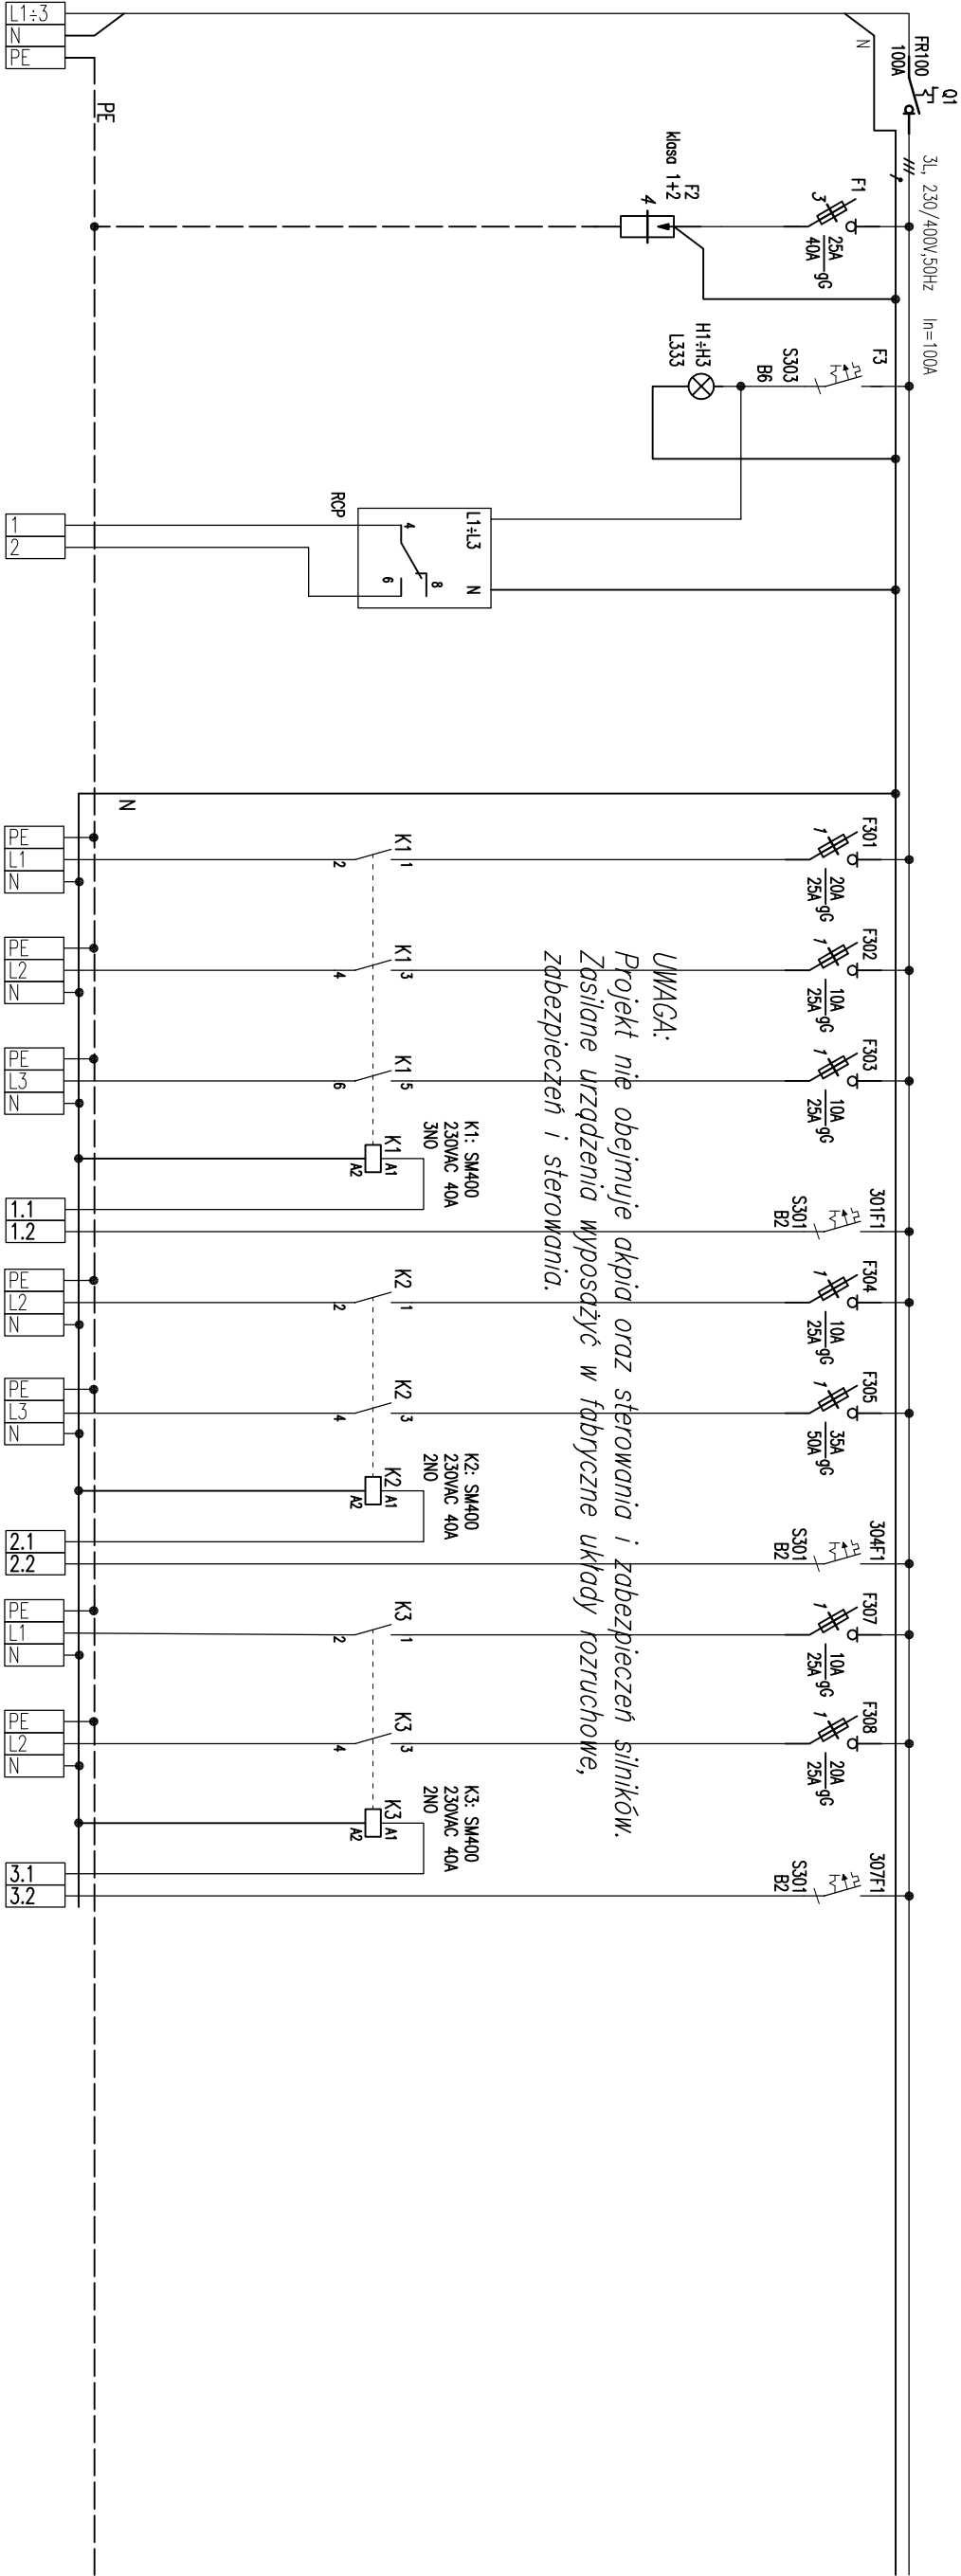 Q1
FR100
100A
3L, 230/400V,50Hz   In=100A
N
F1
3
25A
40A
gG
F2
klasa 1+2
4
F3
S303
B6
H1÷H3
L333
L1÷L3
N
4
8
6
RCP
N
PE
F301
1
20A
25A
gG
F302
1
10A
25A
gG
F303
1
10A
25A
gG
301F1
S301
B2
F304
1
10A
25A
gG
F305
1
35A
50A
gG
304F1
S301
B2
F307
1
10A
25A
gG
F308
1
20A
25A
gG
307F1
S301
B2
UWAGA:
Projekt nie obejmuje akpia oraz sterowania i zabezpieczeń silników.
Zasilane urządzenia wyposażyć w fabryczne układy rozruchowe,
zabezpieczeń i sterowania.
K1
1
2
K1
3
4
K1
5
6
K1: SM400
230VAC 40A
3NO
K1
A1
A2
K2
1
2
K2
3
4
K2: SM400
230VAC 40A
2NO
K2
A1
A2
K3
1
2
K3
3
4
K3: SM400
230VAC 40A
2NO
K3
A1
A2
L1÷3
N
PE
1
2
PE
L1
N
PE
L2
N
PE
L3
N
1.1
1.2
PE
L2
N
PE
L3
N
2.1
2.2
PE
L1
N
PE
L2
N
3.1
3.2